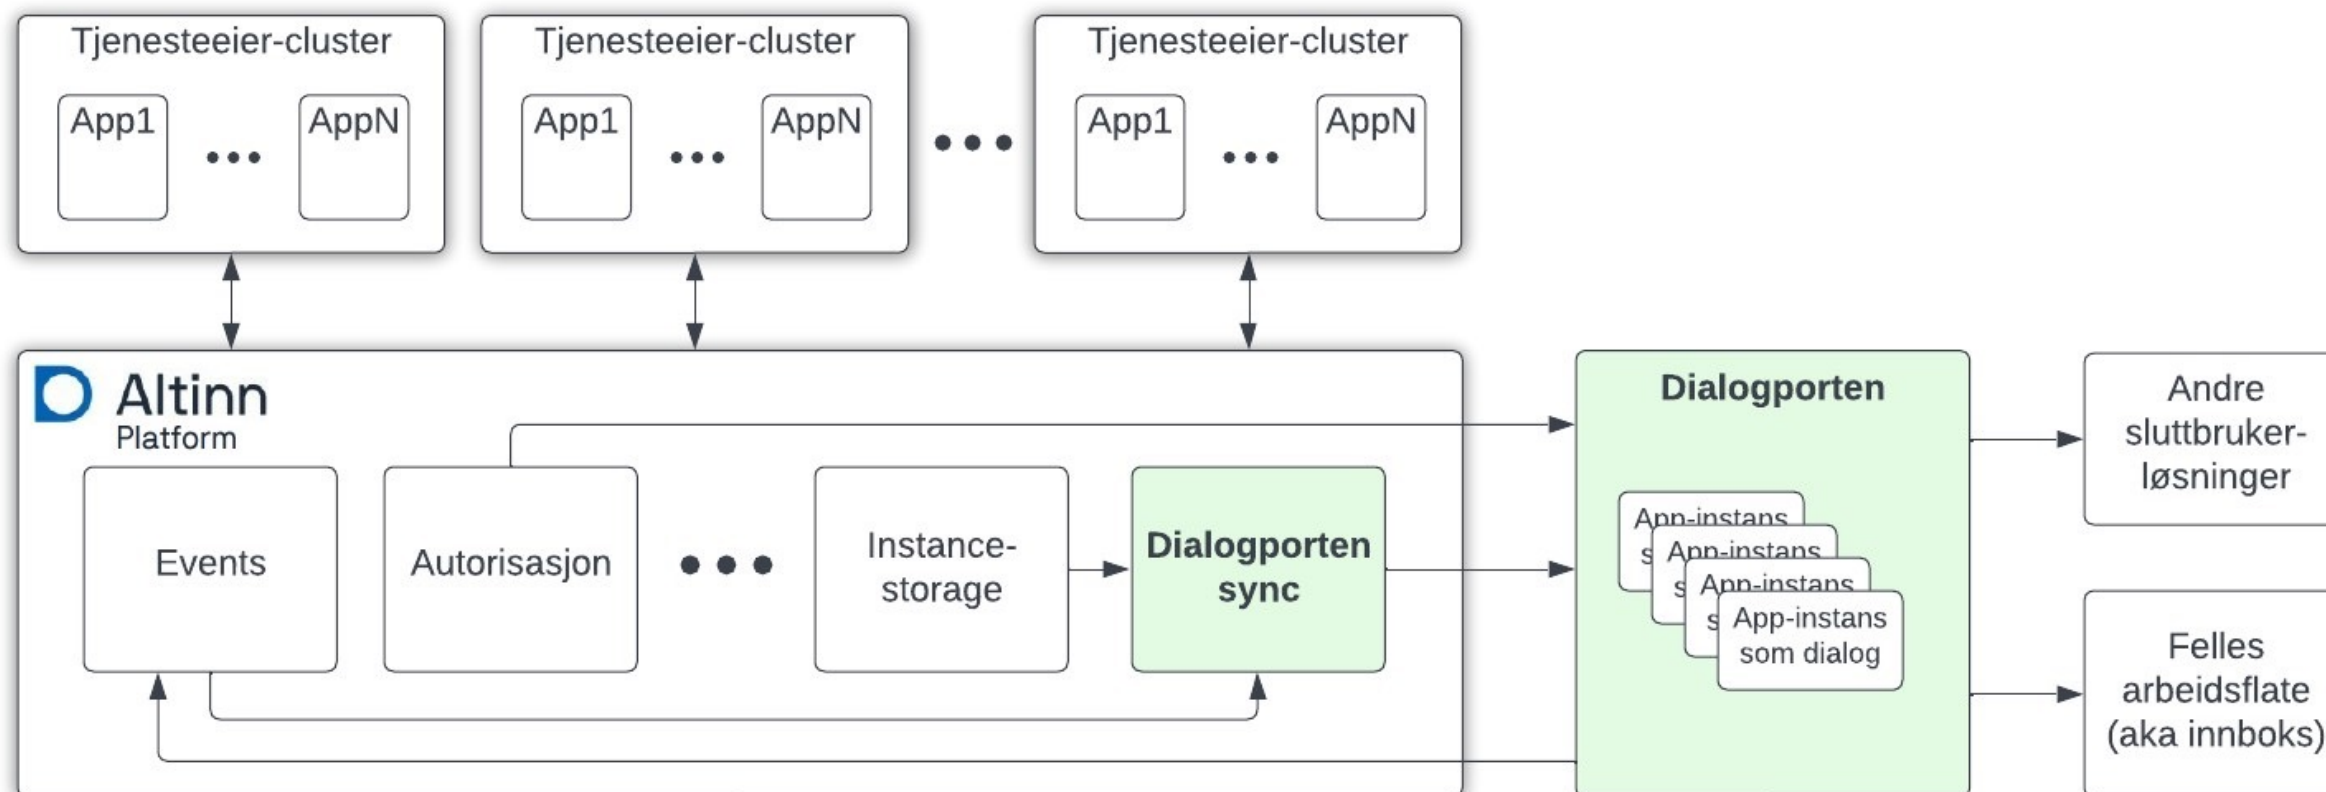 Tjenesteeier-cluster
App1
AppN
Tjenesteeier-cluster
App1
AppN
Tjenesteeier-cluster
App1
AppN
Altinn
Platform
Events
Autorisasjon
Instance-
storage
Dialogporten
sync
Dialogporten
App-instans
s
App-instans
s
App-instans
s
App-instans
som dialog
Andre
sluttbruker-
løsninger
Felles
arbeidsflate
(aka innboks)